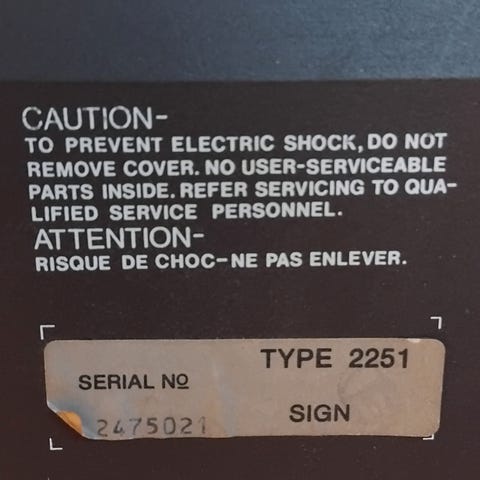 CAUTION-
TO PREVENT ELECTRIC SHOCK, DO NOT
REMOVE COVER. NO USER-SERVICEABLE
PARTS INSIDE. REFER SERVICING TO QUA-
LIFIED SERVICE PERSONNEL.
ATTENTION-
RISQUE DE CHOC-NE PAS ENLEVER.
TYPE 2251
SERIAL Nº
2475021
SIGN